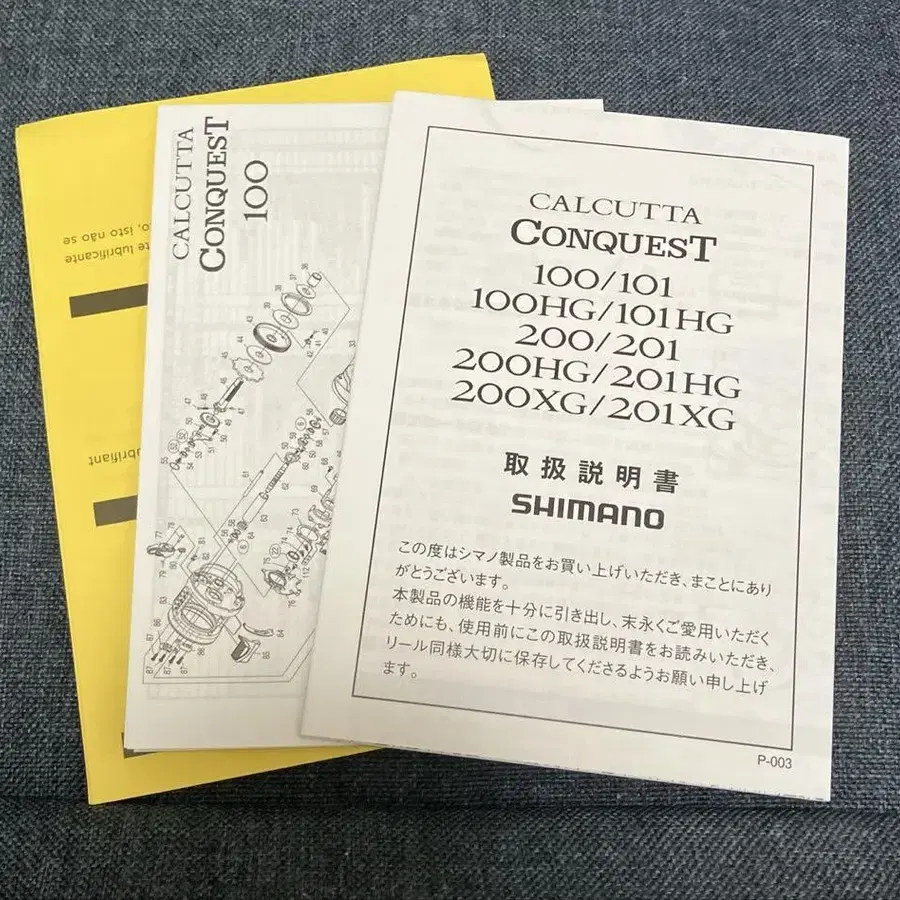 CALCUTTA
CONQUEST
100/101
100HG/101HG
200/201
200HG/201HG
200XG/201XG
取扱説明書
SHIMANO
この度はシマノ製品をお買い上げいただき、まことにあり
がとうございます。
本製品の機能を十分に引き出し、末永くご愛用いただく
ためにも、使用前にこの取扱説明書をお読みいただき、
リール同様大切に保存してくださるようお願い申し上げ
ます。
P-003
CALCUTTA
CONQUEST
100
o, isto não se
te lubrificante
ubrifiant